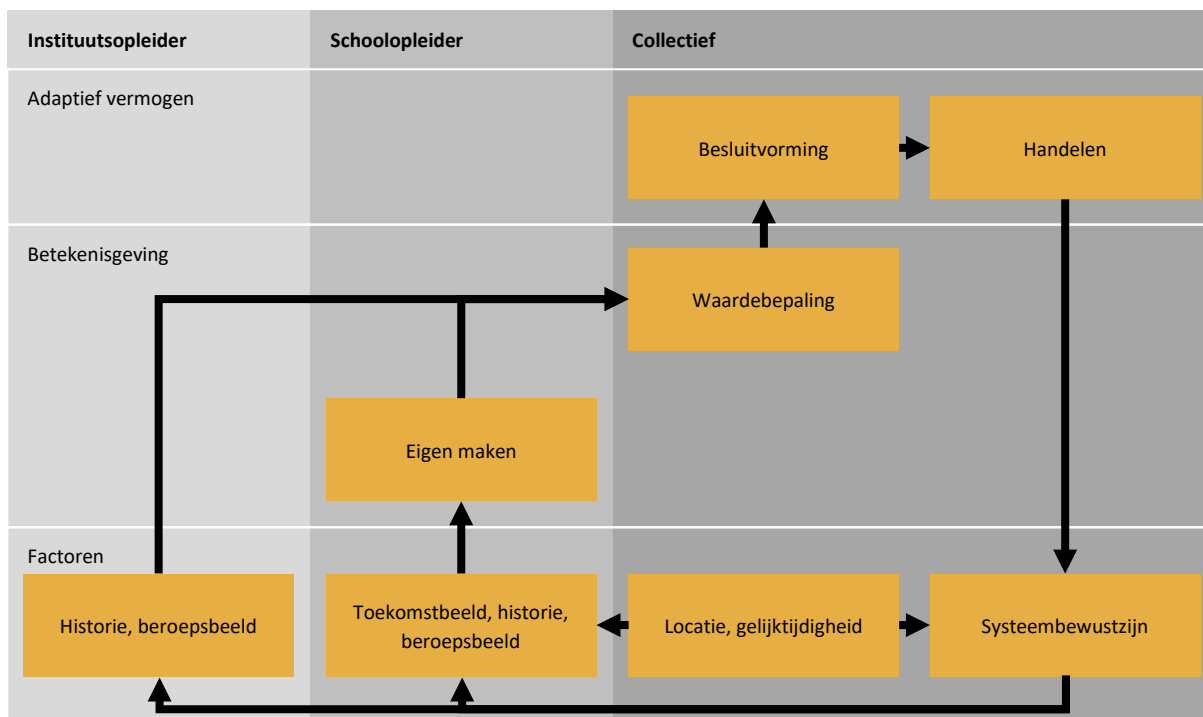 Instituutsopleider
Schoolopleider
Collectief
Adaptief vermogen
Besluitvorming
Handelen
Betekenisgeving
Waardebepaling
Eigen maken
Factoren
Historie, beroepsbeeld
Toekomstbeeld, historie,
beroepsbeeld
Locatie, gelijktijdigheid
Systeembewustzijn